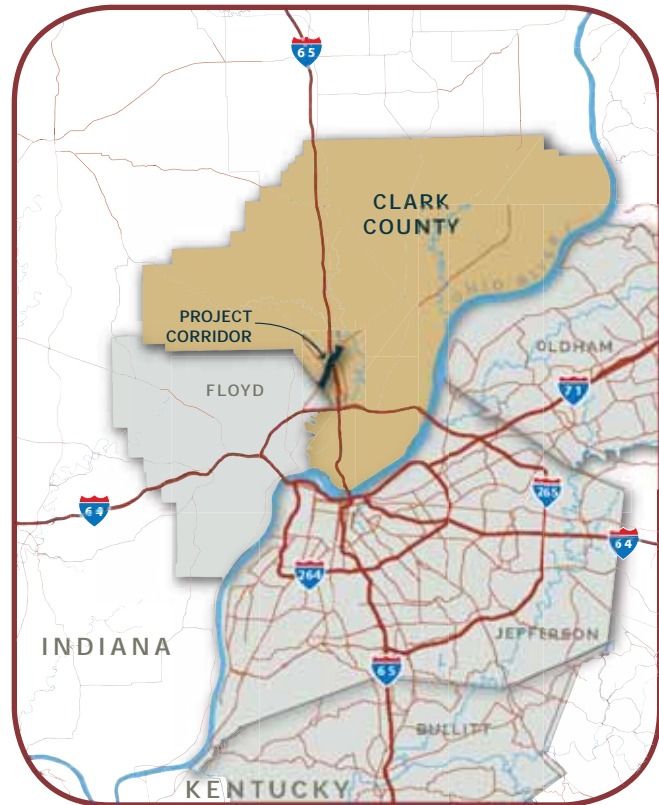 65
CLARK
COUNTY
OHIO RIVER
PROJECT
CORRIDOR
OLDHAM
FLOYD
71
64
265
64
264
JEFFERSON
INDIANA
65
BULLITT
KENTUCKY